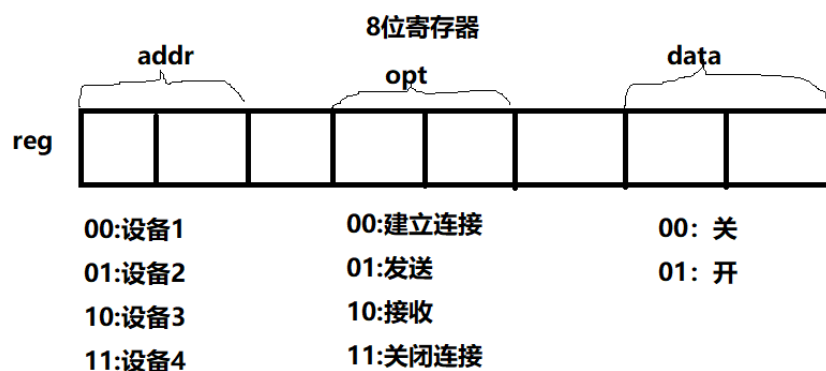 8位寄存器
addr
opt
data
reg
00:设备1
01:设备2
10:设备3
11:设备4
00:建立连接
01:发送
10:接收
11:关闭连接
00：关
01：开